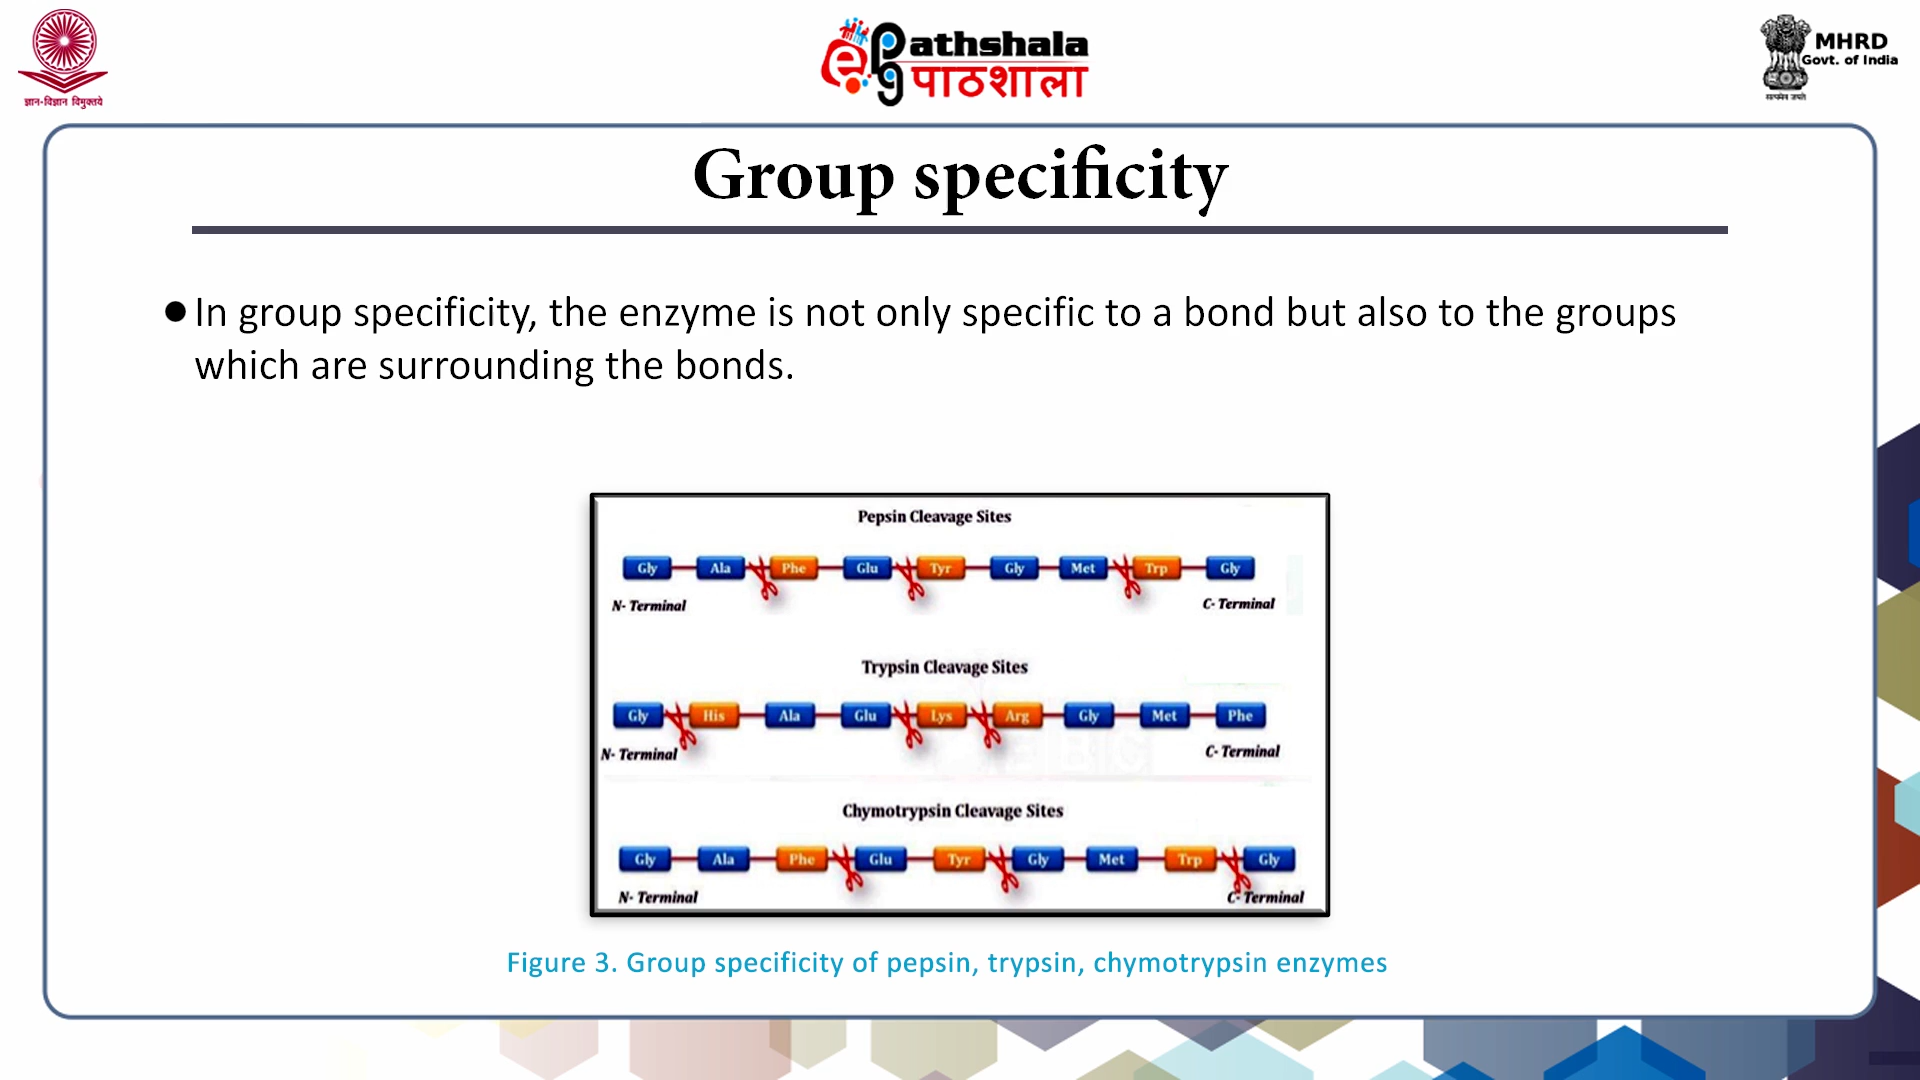 ज्ञान-विज्ञान विमुक्तये
e Pg athshala
पाठशाला
MHRD
Govt. of India
सत्यमेव जयते
Group specificity
● In group specificity, the enzyme is not only specific to a bond but also to the groups
which are surrounding the bonds.
Pepsin Cleavage Sites
Gly Ala Phe Glu Tyr Gly Met Trp Gly
N- Terminal C- Terminal
Trypsin Cleavage Sites
Gly His Ala Glu Lys Arg Gly Met Phe
N- Terminal C- Terminal
Chymotrypsin Cleavage Sites
Gly Ala Phe Glu Tyr Gly Met Trp Gly
N- Terminal C- Terminal
Figure 3. Group specificity of pepsin, trypsin, chymotrypsin enzymes